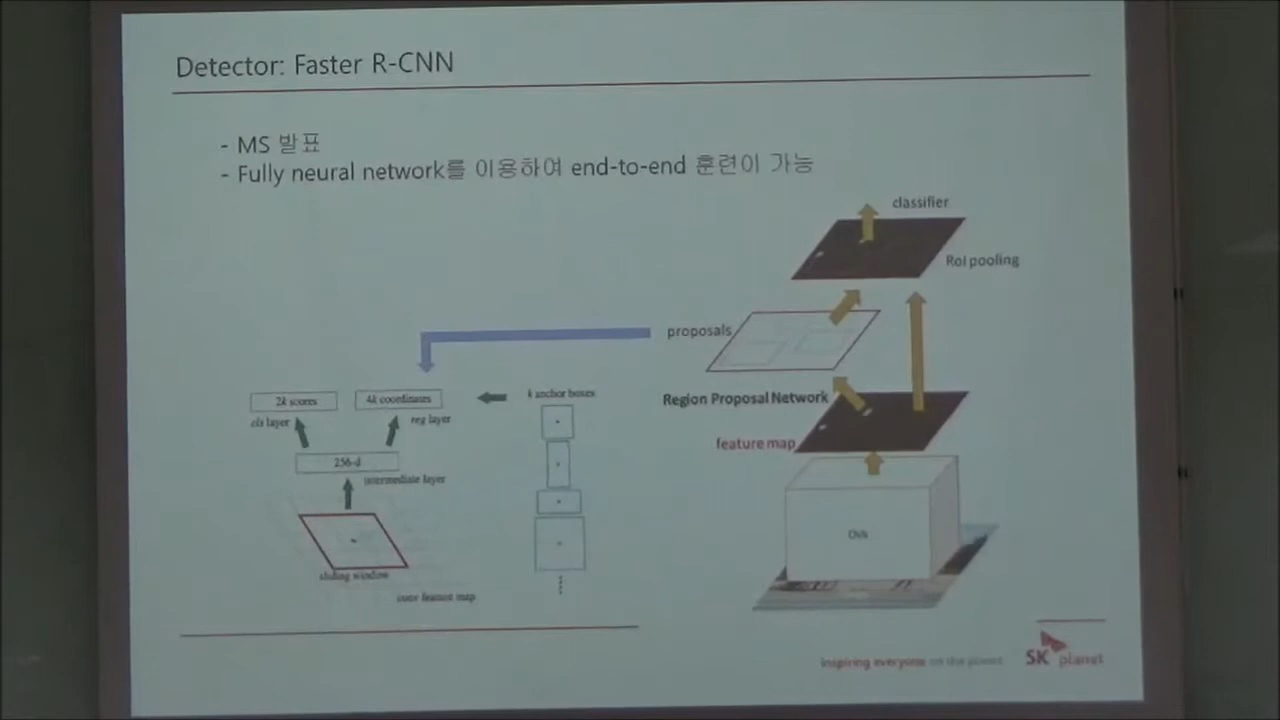 Detector: Faster R-CNN
- MS 발표
- Fully neural network를 이용하여 end-to-end 훈련이 가능
classifier
RoI pooling
proposals
Region Proposal Network
feature map
CNN
2k scores
4k coordinates
k anchor boxes
cls layer
reg layer
256-d
intermediate layer
sliding window
conv feature map
inspiring everyone on the planet
SK planet